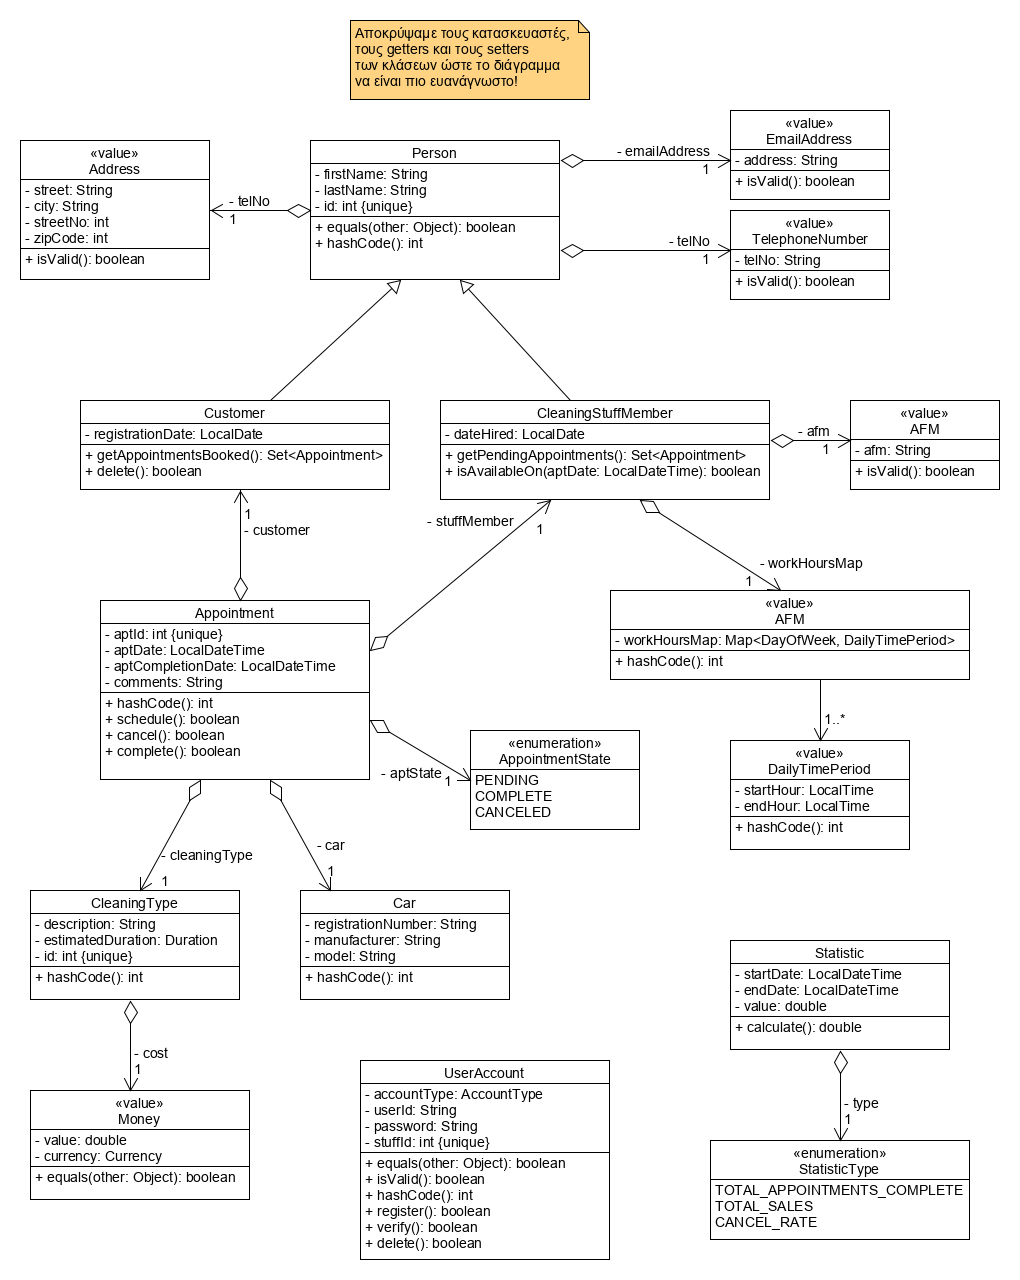 Αποκρύψαμε τους κατασκευαστές,
τους getters και τους setters
των κλάσεων ώστε το διάγραμμα
να είναι πιο ευανάγνωστο!
«value»
Address
- street: String
- city: String
- streetNo: int
- zipCode: int
+ isValid(): boolean
- telNo
1
Person
- firstName: String
- lastName: String
- id: int {unique}
+ equals(other: Object): boolean
+ hashCode(): int
- emailAddress
1
«value»
EmailAddress
- address: String
+ isValid(): boolean
- telNo
1
«value»
TelephoneNumber
- telNo: String
+ isValid(): boolean
Customer
- registrationDate: LocalDate
+ getAppointmentsBooked(): Set<Appointment>
+ delete(): boolean
CleaningStuffMember
- dateHired: LocalDate
+ getPendingAppointments(): Set<Appointment>
+ isAvailableOn(aptDate: LocalDateTime): boolean
- afm
1
«value»
AFM
- afm: String
+ isValid(): boolean
1
- customer
- stuffMember
1
- workHoursMap
1
Appointment
- aptId: int {unique}
- aptDate: LocalDateTime
- aptCompletionDate: LocalDateTime
- comments: String
+ hashCode(): int
+ schedule(): boolean
+ cancel(): boolean
+ complete(): boolean
«value»
AFM
- workHoursMap: Map<DayOfWeek, DailyTimePeriod>
+ hashCode(): int
1..*
- aptState
1
«enumeration»
AppointmentState
PENDING
COMPLETE
CANCELED
«value»
DailyTimePeriod
- startHour: LocalTime
- endHour: LocalTime
+ hashCode(): int
- cleaningType
1
- car
1
CleaningType
- description: String
- estimatedDuration: Duration
- id: int {unique}
+ hashCode(): int
Car
- registrationNumber: String
- manufacturer: String
- model: String
+ hashCode(): int
Statistic
- startDate: LocalDateTime
- endDate: LocalDateTime
- value: double
+ calculate(): double
- cost
1
«value»
Money
- value: double
- currency: Currency
+ equals(other: Object): boolean
UserAccount
- accountType: AccountType
- userId: String
- password: String
- stuffId: int {unique}
+ equals(other: Object): boolean
+ isValid(): boolean
+ hashCode(): int
+ register(): boolean
+ verify(): boolean
+ delete(): boolean
- type
1
«enumeration»
StatisticType
TOTAL_APPOINTMENTS_COMPLETE
TOTAL_SALES
CANCEL_RATE